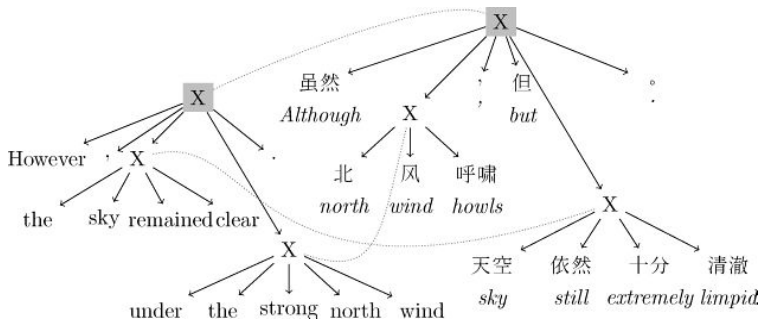 X
虽然 , 但 。
Although , but .
X
X
However , X .
北 风 呼啸
north wind howls
the sky remained clear
X
X
天空 依然 十分 清澈
sky still extremely limpid.
under the strong north wind